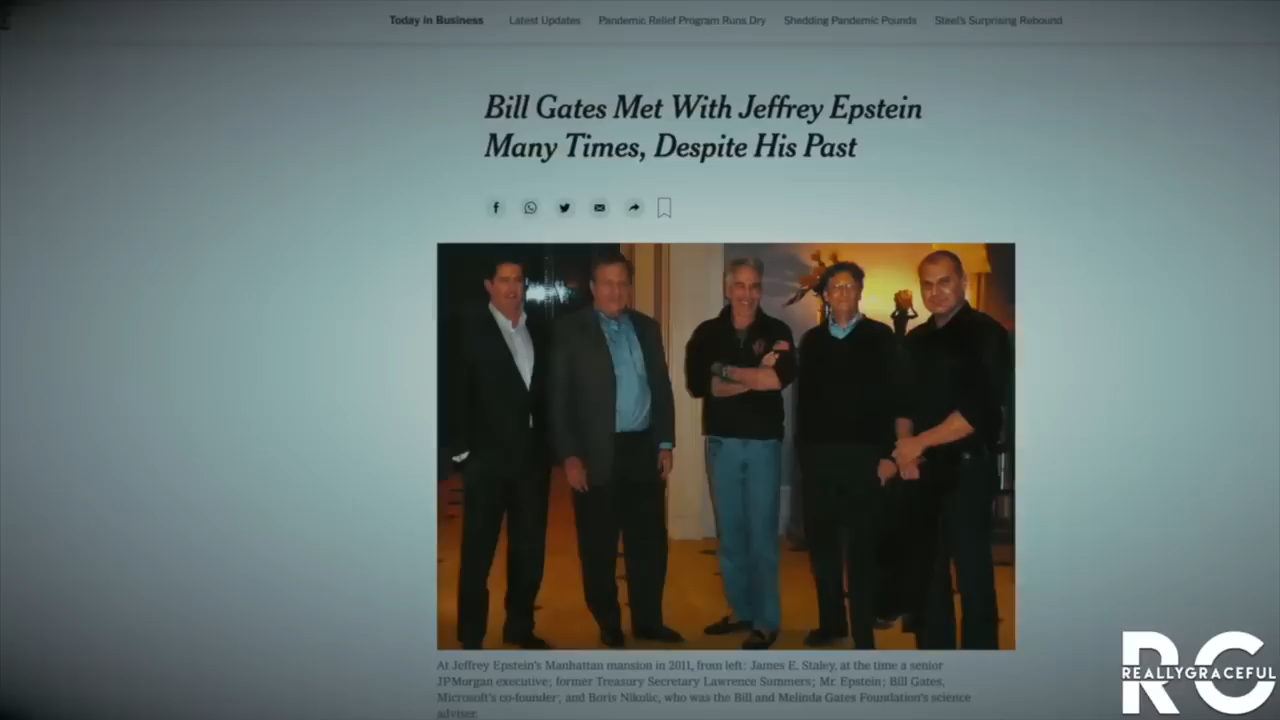 Today in Business Latest Updates Pandemic Relief Program Runs Dry Shedding Pandemic Pounds Steel's Surprising Rebound
Bill Gates Met With Jeffrey Epstein
Many Times, Despite His Past
At Jeffrey Epstein's Manhattan mansion in 2011, from left: James E. Staley, at the time a senior
JPMorgan executive; former Treasury Secretary Lawrence Summers; Mr. Epstein; Bill Gates,
Microsoft's co-founder; and Boris Nikolic, who was the Bill and Melinda Gates Foundation's science
adviser.
RG
REALLYGRACEFUL